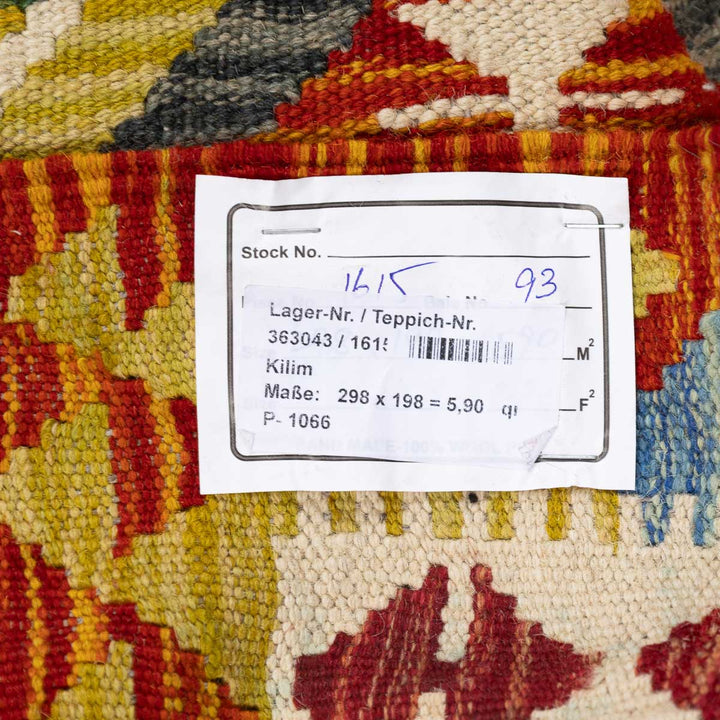 Stock No.
1615 93
Lager-Nr. / Teppich-Nr.
363043 / 1615
M2
Kilim
Maße: 298 x 198 = 5,90 qm
F2
P- 1066